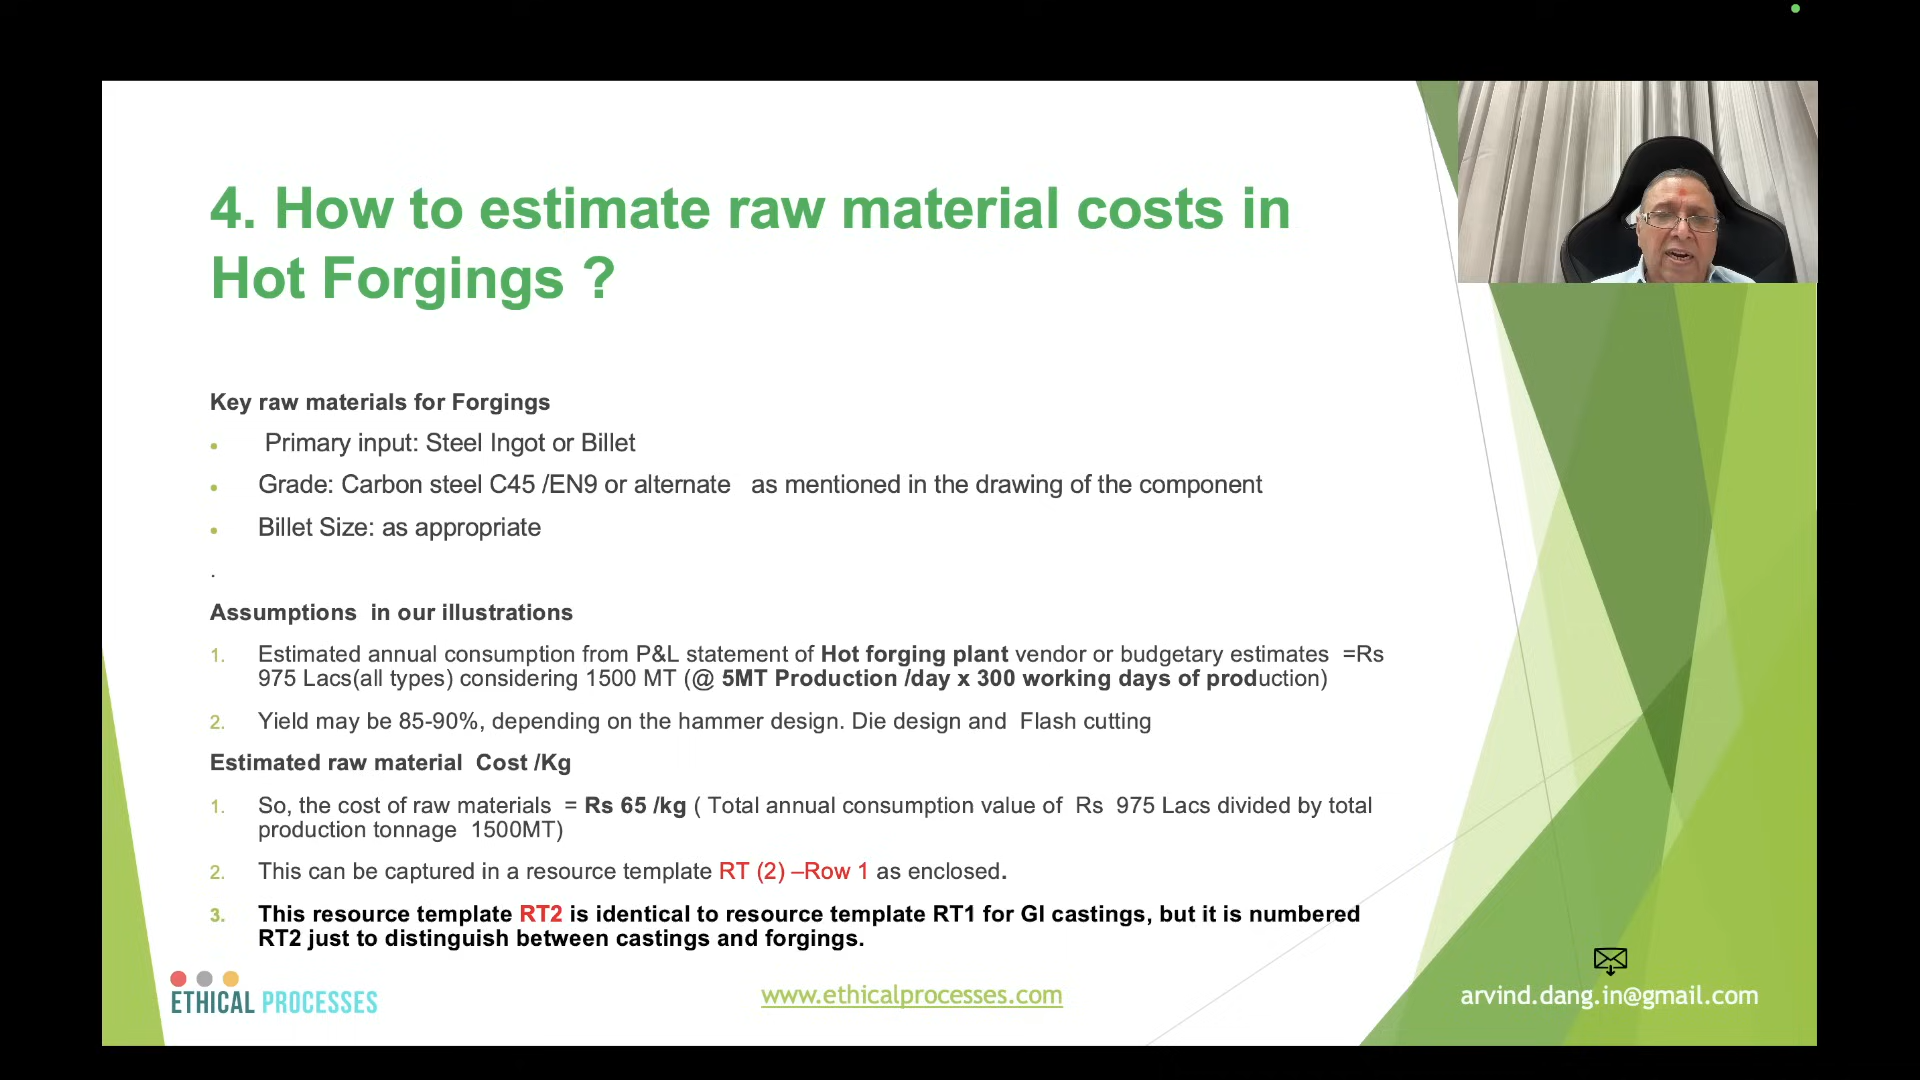 4. How to estimate raw material costs in
Hot Forgings ?
Key raw materials for Forgings
• Primary input: Steel Ingot or Billet
• Grade: Carbon steel C45 /EN9 or alternate as mentioned in the drawing of the component
• Billet Size: as appropriate
.
Assumptions in our illustrations
1. Estimated annual consumption from P&L statement of Hot forging plant vendor or budgetary estimates =Rs
975 Lacs(all types) considering 1500 MT (@ 5MT Production /day x 300 working days of production)
2. Yield may be 85-90%, depending on the hammer design. Die design and Flash cutting
Estimated raw material Cost /Kg
1. So, the cost of raw materials = Rs 65 /kg ( Total annual consumption value of Rs 975 Lacs divided by total
production tonnage 1500MT)
2. This can be captured in a resource template RT (2) –Row 1 as enclosed.
3. This resource template RT2 is identical to resource template RT1 for GI castings, but it is numbered
RT2 just to distinguish between castings and forgings.
ETHICAL PROCESSES
www.ethicalprocesses.com
arvind.dang.in@gmail.com